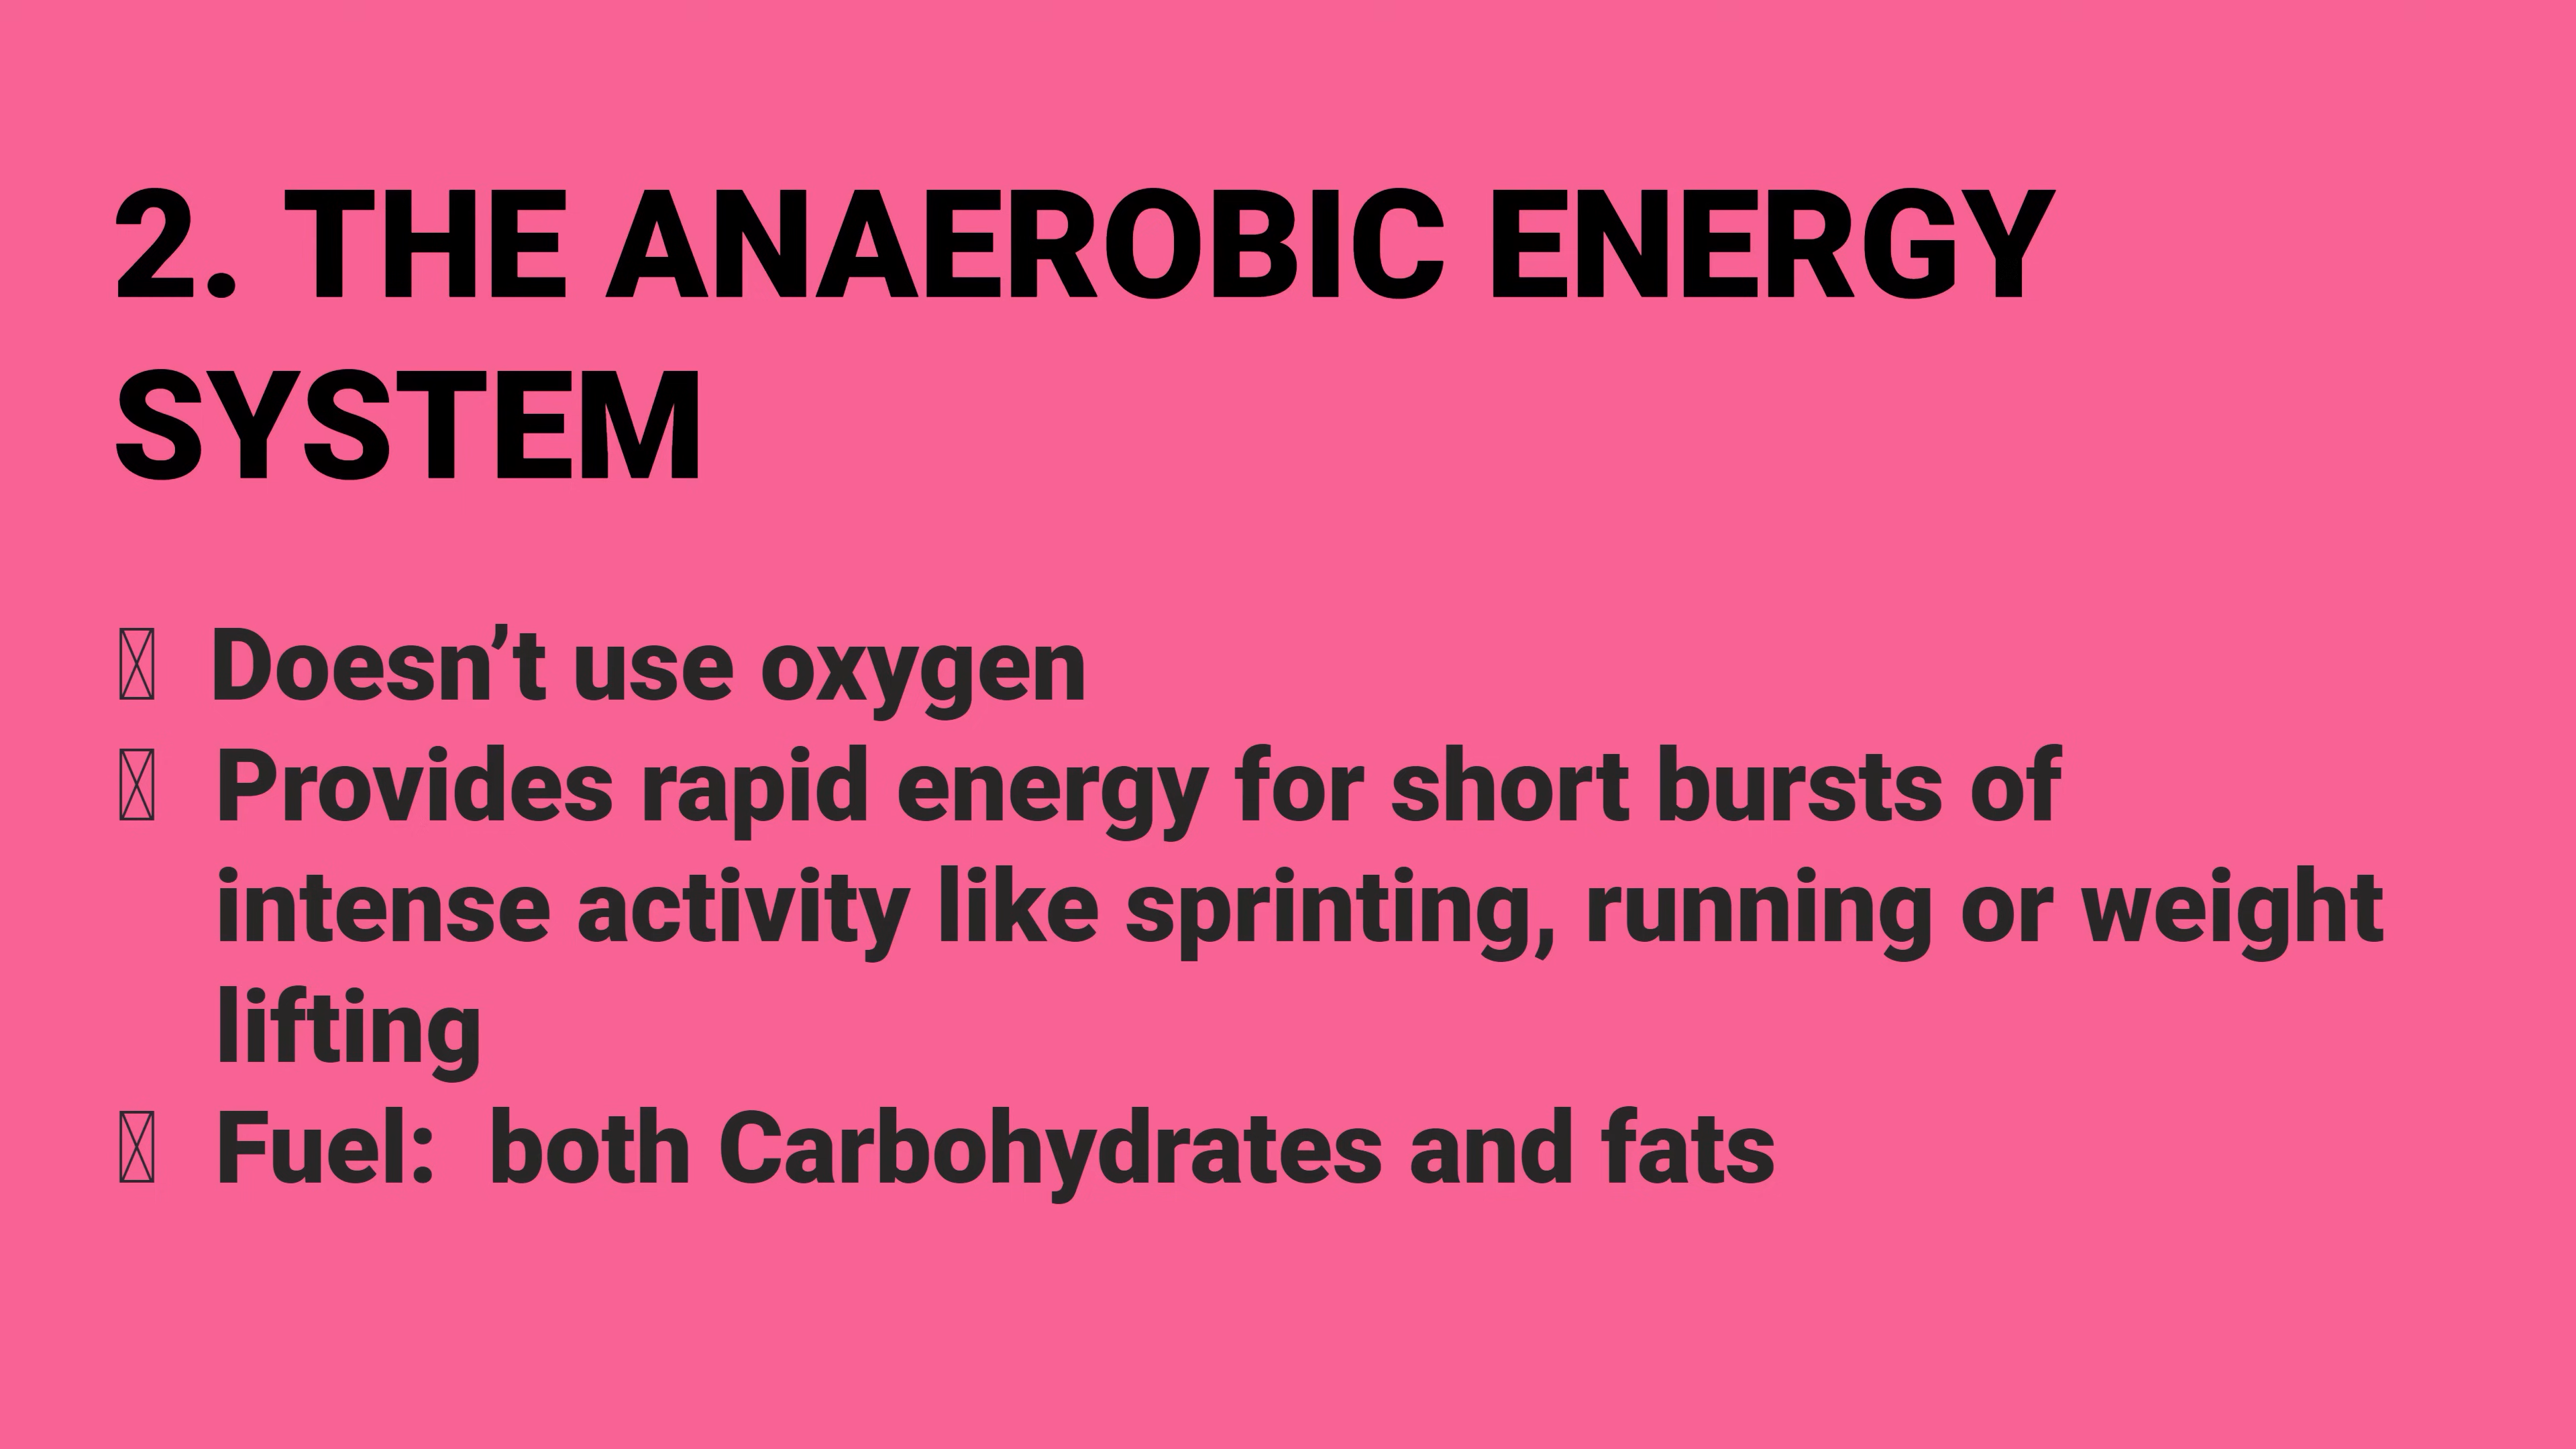 2. THE ANAEROBIC ENERGY
SYSTEM
Doesn’t use oxygen
Provides rapid energy for short bursts of
intense activity like sprinting, running or weight
lifting
Fuel:  both Carbohydrates and fats